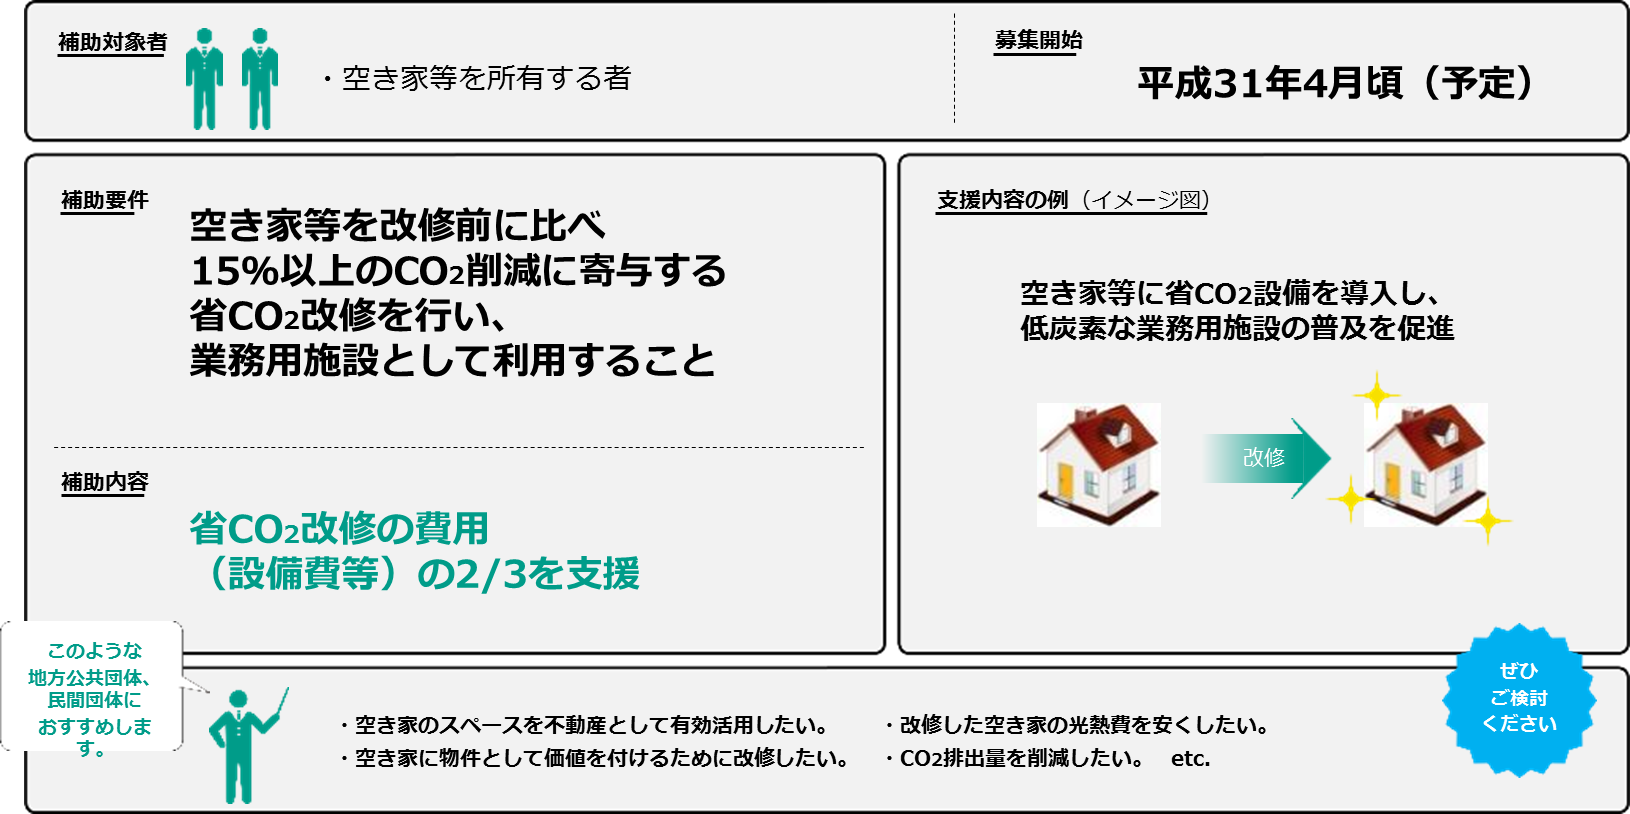 補助対象者
・空き家等を所有する者
募集開始
平成31年4月頃（予定）
補助要件
空き家等を改修前に比べ
15%以上のCO₂削減に寄与する
省CO₂改修を行い、
業務用施設として利用すること
補助内容
省CO₂改修の費用
（設備費等）の2/3を支援
支援内容の例（イメージ図）
空き家等に省CO2設備を導入し、
低炭素な業務用施設の普及を促進
改修
このような
地方公共団体、
民間団体に
おすすめしま
す。
・空き家のスペースを不動産として有効活用したい。
・空き家に物件として価値を付けるために改修したい。
・改修した空き家の光熱費を安くしたい。
・CO2排出量を削減したい。 etc.
ぜひ
ご検討
ください